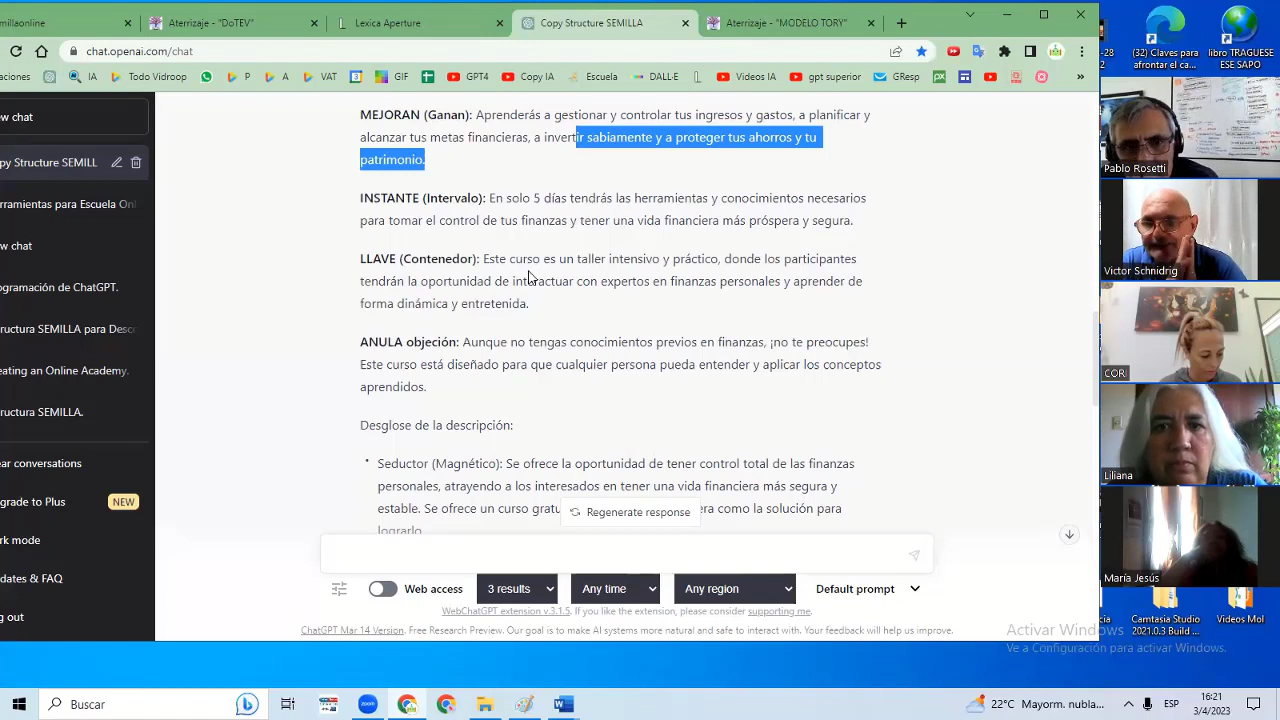 millaonline
Aterrizaje - "DoTEV"
Lexica Aperture
Copy Structure SEMILLA
Aterrizaje - "MODELO TORY"
chat.openai.com/chat
aciones
IA
Todo Vidroop
P
A
VAT
GIF
GPT4
Copy
Escuela
DALL·E
Videos IA
gpt superior
GResp
»
ew chat
opy Structure SEMILL
erramientas para Escuela Onl
ew chat
ogramación de ChatGPT.
tructura SEMILLA para Desc
eating an Online Academy.
tructura SEMILLA.
ear conversations
grade to Plus
NEW
rk mode
dates & FAQ
g out
MEJORAN (Ganan): Aprenderás a gestionar y controlar tus ingresos y gastos, a planificar y
alcanzar tus metas financieras, a invertir sabiamente y a proteger tus ahorros y tu
patrimonio.
INSTANTE (Intervalo): En solo 5 días tendrás las herramientas y conocimientos necesarios
para tomar el control de tus finanzas y tener una vida financiera más próspera y segura.
LLAVE (Contenedor): Este curso es un taller intensivo y práctico, donde los participantes
tendrán la oportunidad de interactuar con expertos en finanzas personales y aprender de
forma dinámica y entretenida.
ANULA objeción: Aunque no tengas conocimientos previos en finanzas, ¡no te preocupes!
Este curso está diseñado para que cualquier persona pueda entender y aplicar los conceptos
aprendidos.
Desglose de la descripción:
Seductor (Magnético): Se ofrece la oportunidad de tener control total de las finanzas
personales, atrayendo a los interesados en tener una vida financiera más segura y
estable. Se ofrece un curso gratu
era como la solución para
lograrlo.
Regenerate response
Web access
3 results
Any time
Any region
Default prompt
WebChatGPT extension v.3.1.5. If you like the extension, please consider supporting me.
ChatGPT Mar 14 Version. Free Research Preview. Our goal is to make AI systems more natural and safe to interact with. Your feedback will help us improve.
(32) Claves para
afrontar el ca...
libro TRAGUESE
ESE SAPO
-28
2
Pablo Rosetti
Victor Schnidrig
CORI
Liliana
María Jesús
cia
Camtasia Studio
2021.0.3 Build ...
Videos Mol
Activar Windows
Ve a Configuración para activar Windows.
Buscar
zoom
22°C Mayorm. nubla...
ESP
16:21
3/4/2023